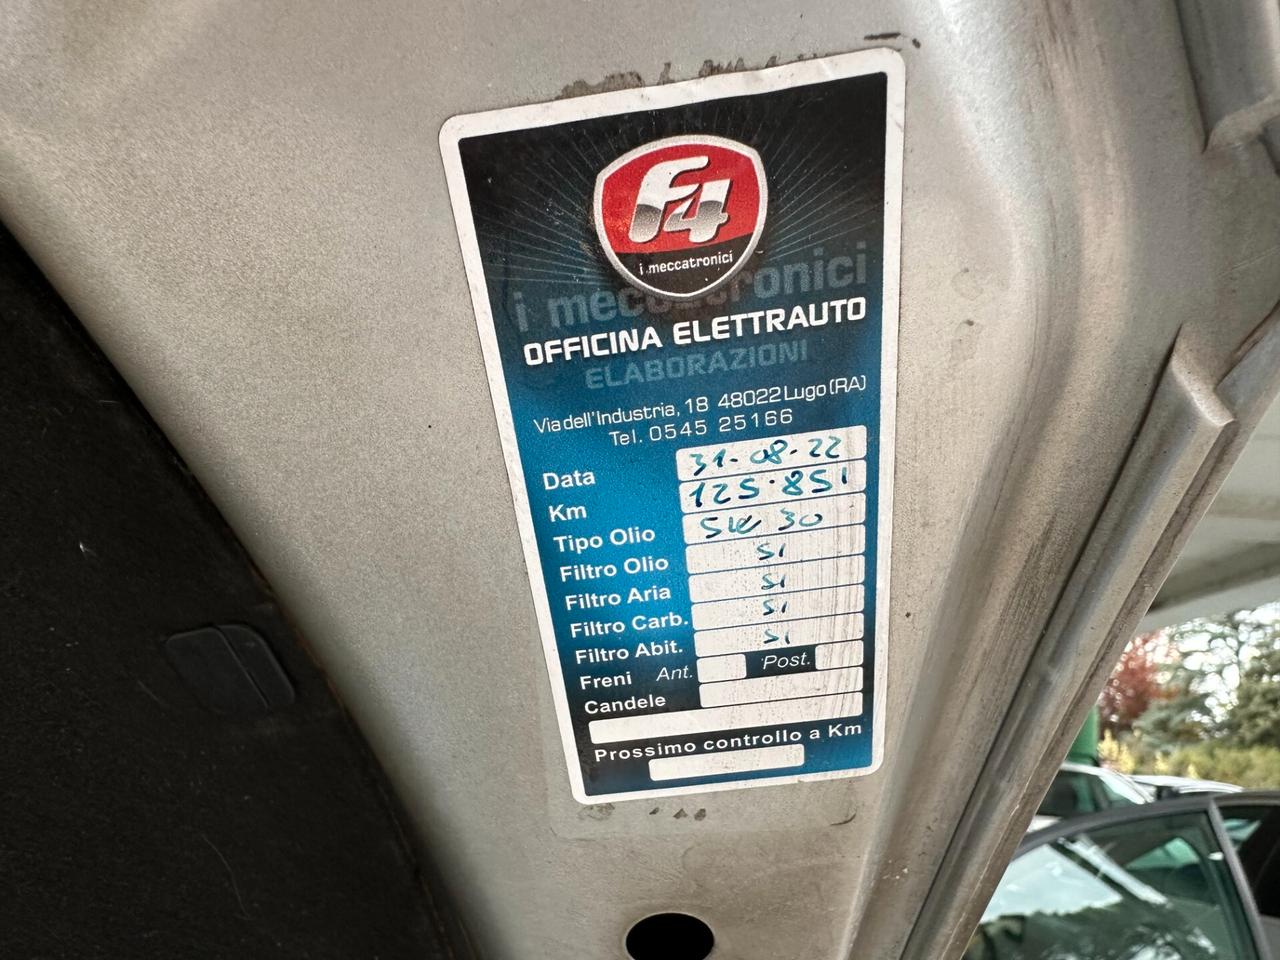 f4
i meccatronici
i meccatronici
OFFICINA ELETTRAUTO
ELABORAZIONI
Via dell'Industria, 18 48022 Lugo (RA)
Tel. 0545 25166
Data 31-08-22
Km 125.851
Tipo Olio 5W 30
Filtro Olio SI
Filtro Aria SI
Filtro Carb. SI
Filtro Abit. SI
Freni Ant. Post.
Candele
Prossimo controllo a Km